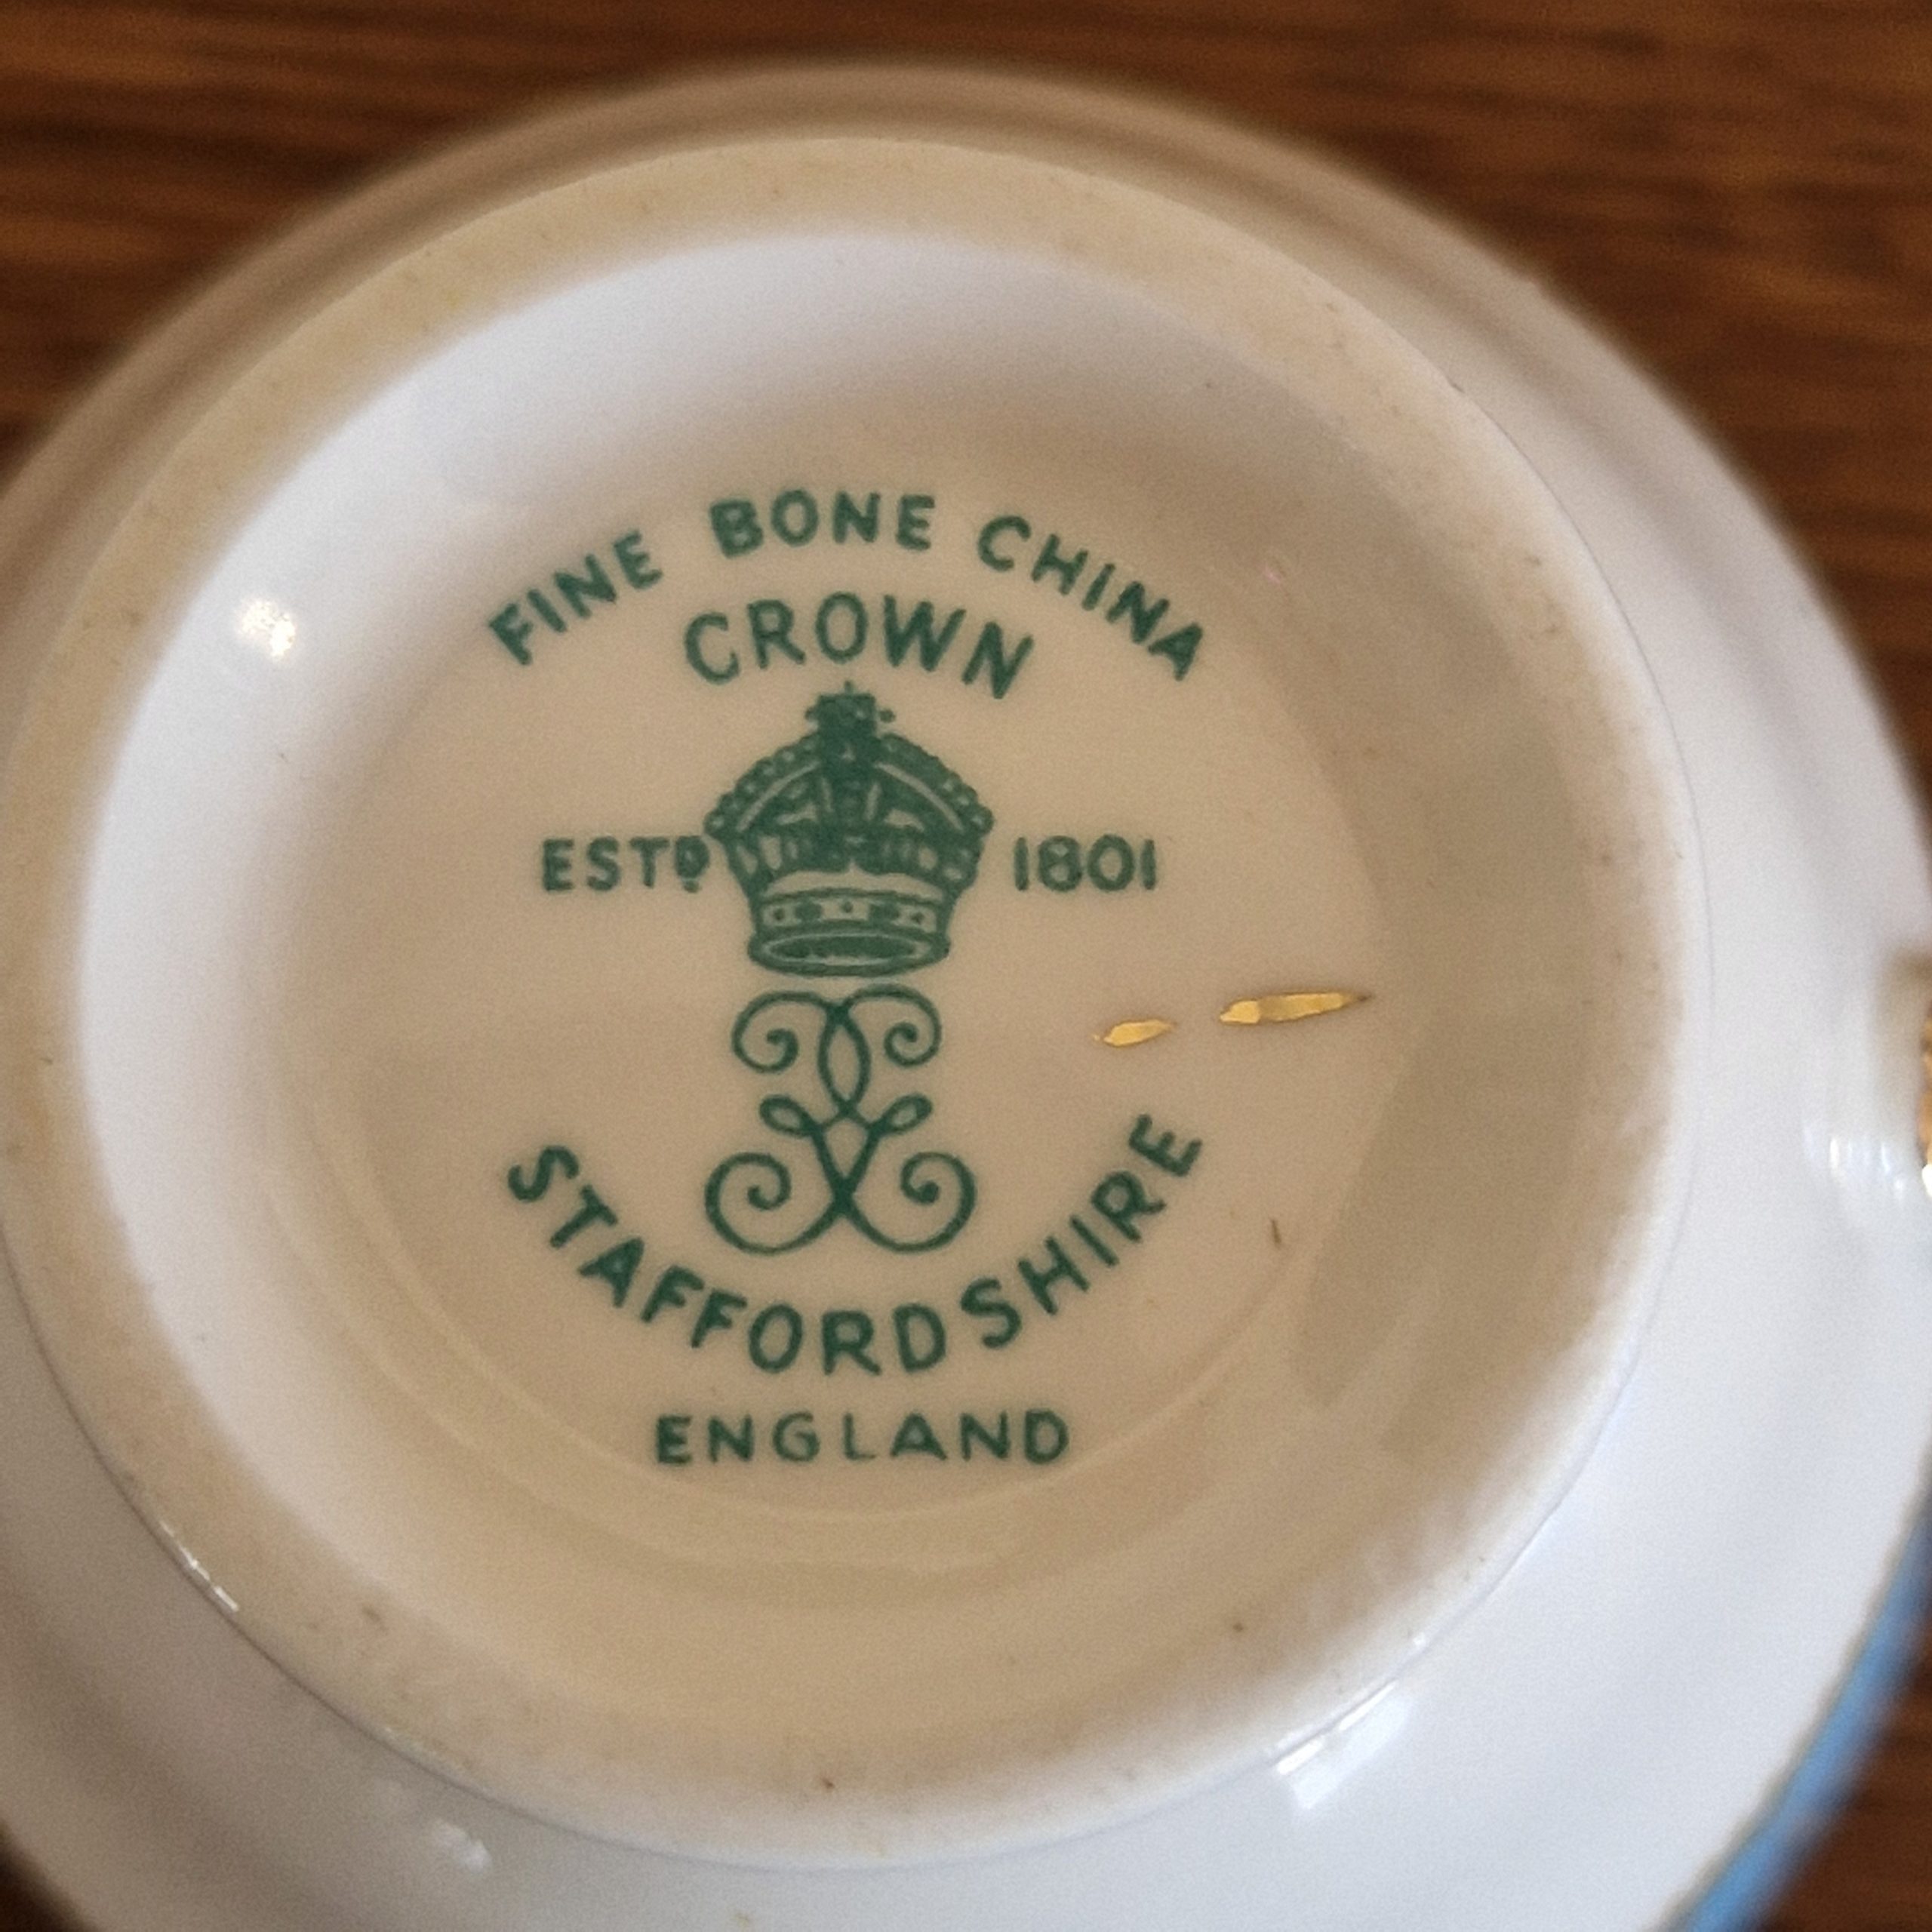 FINE BONE CHINA
CROWN
ESTD 1801
STAFFORDSHIRE
ENGLAND